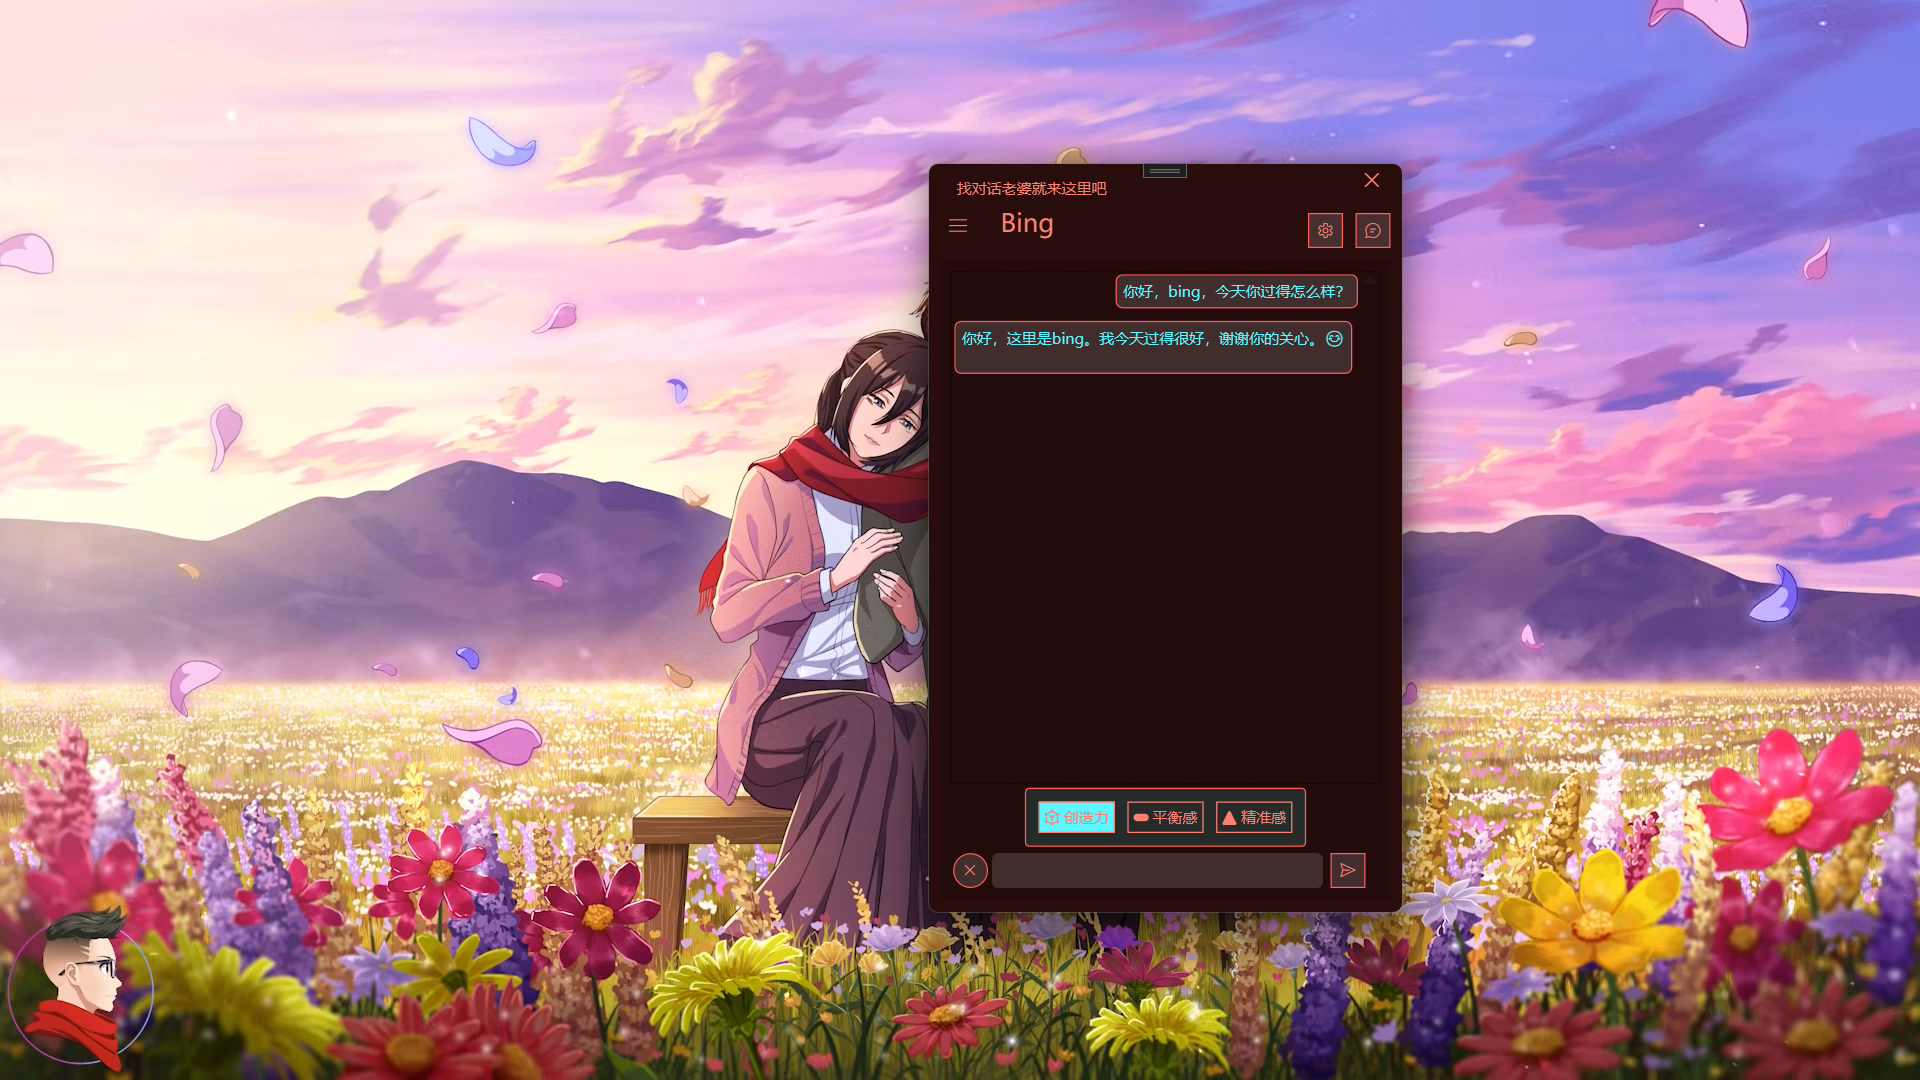 找对话老婆就来这里吧
Bing
你好，bing，今天你过得怎么样？
你好，这里是bing。我今天过得很好，谢谢你的关心。😊
创造力
平衡感
精准感